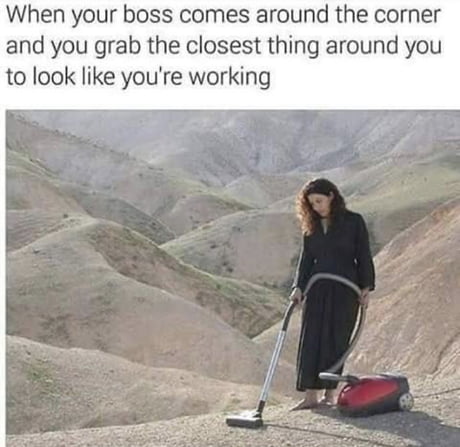 When your boss comes around the corner
and you grab the closest thing around you
to look like you're working